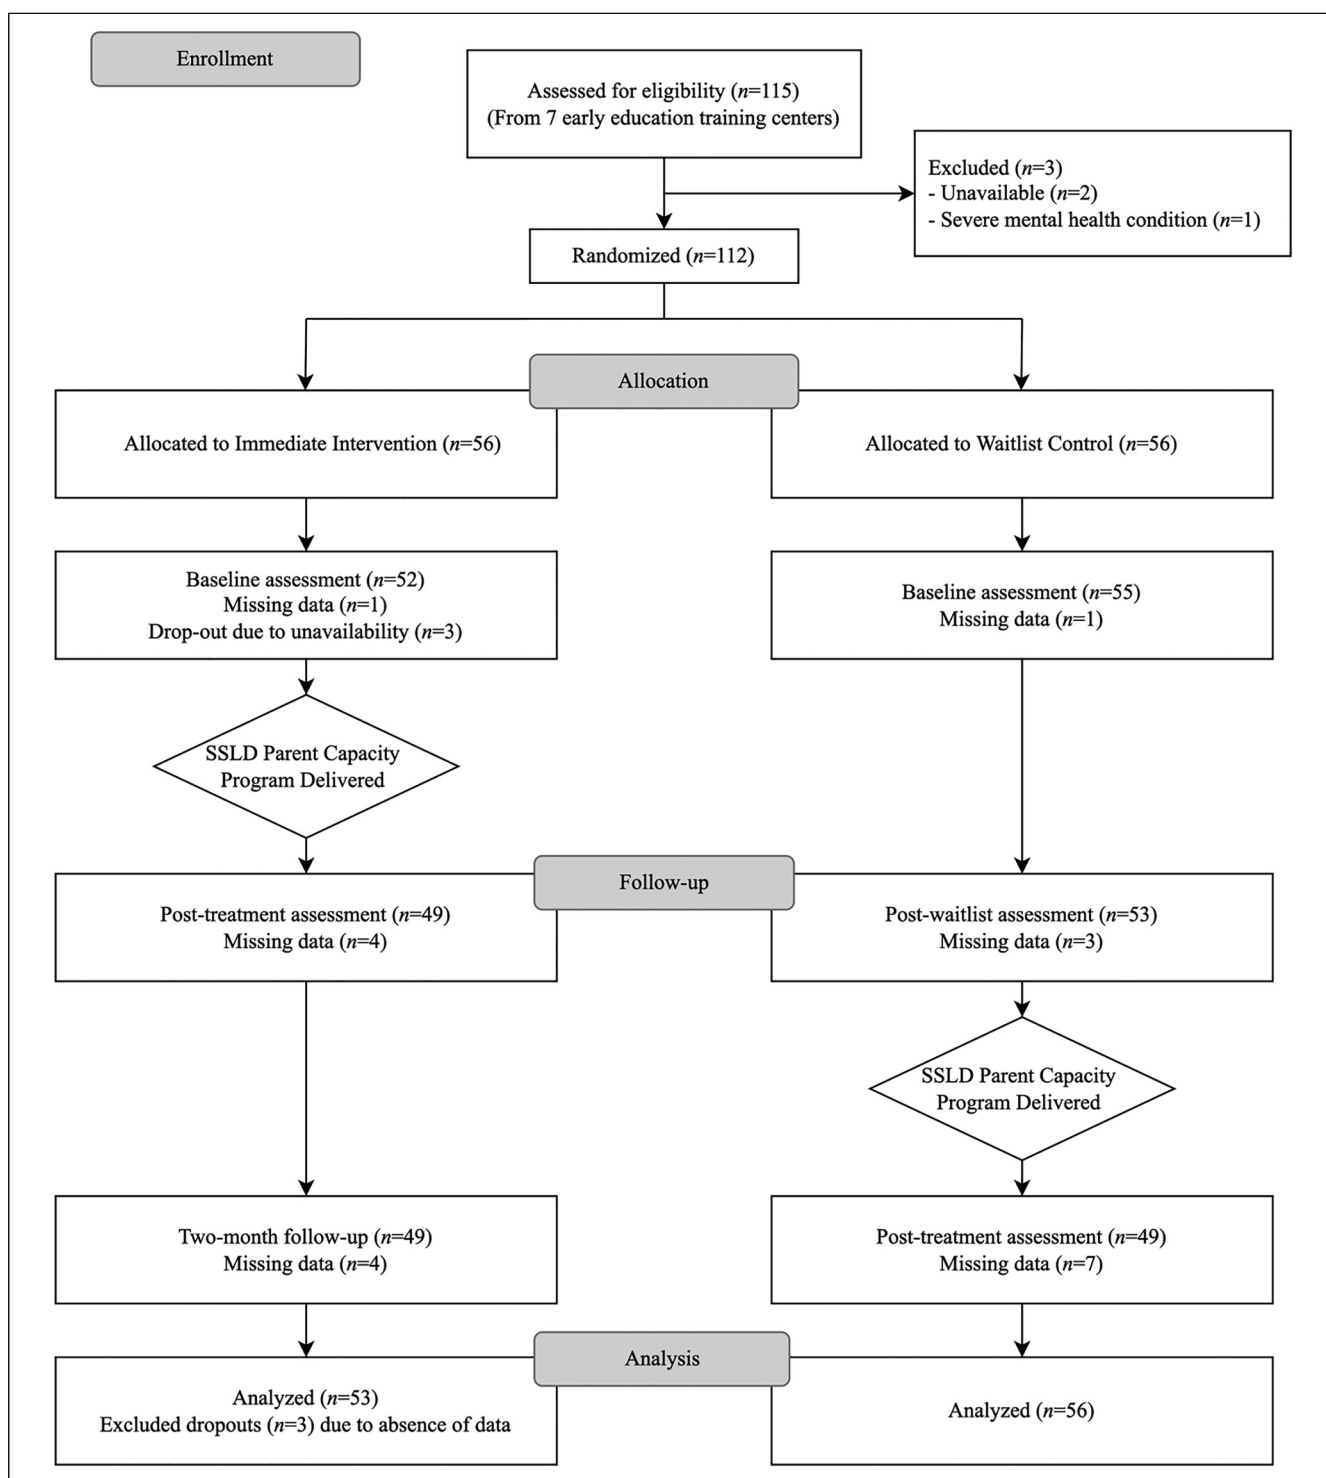 Enrollment
Assessed for eligibility (n=115)
(From 7 early education training centers)
Excluded (n=3)
- Unavailable (n=2)
- Severe mental health condition (n=1)
Randomized (n=112)
Allocation
Allocated to Immediate Intervention (n=56)
Allocated to Waitlist Control (n=56)
Baseline assessment (n=52)
Missing data (n=1)
Drop-out due to unavailability (n=3)
Baseline assessment (n=55)
Missing data (n=1)
SSLD Parent Capacity
Program Delivered
Follow-up
Post-treatment assessment (n=49)
Missing data (n=4)
Post-waitlist assessment (n=53)
Missing data (n=3)
SSLD Parent Capacity
Program Delivered
Two-month follow-up (n=49)
Missing data (n=4)
Post-treatment assessment (n=49)
Missing data (n=7)
Analysis
Analyzed (n=53)
Excluded dropouts (n=3) due to absence of data
Analyzed (n=56)